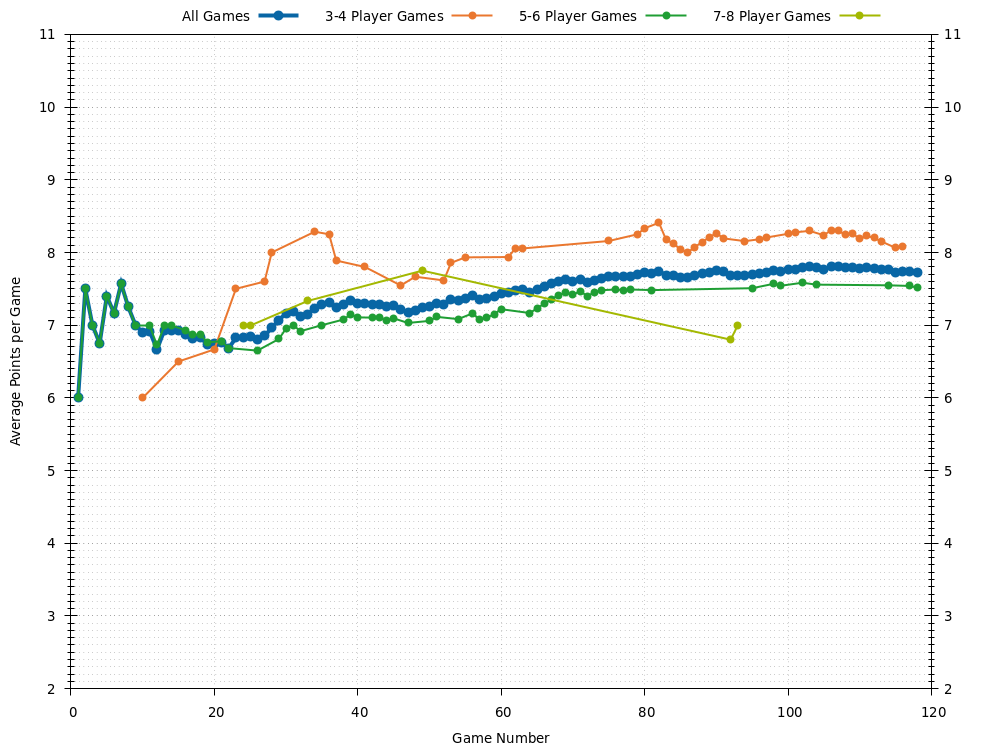 All Games 3-4 Player Games 5-6 Player Games 7-8 Player Games
11 11
10 10
9 9
8 8
7 7
6 6
5 5
4 4
3 3
2 2
0 20 40 60 80 100 120
Average Points per Game
Game Number